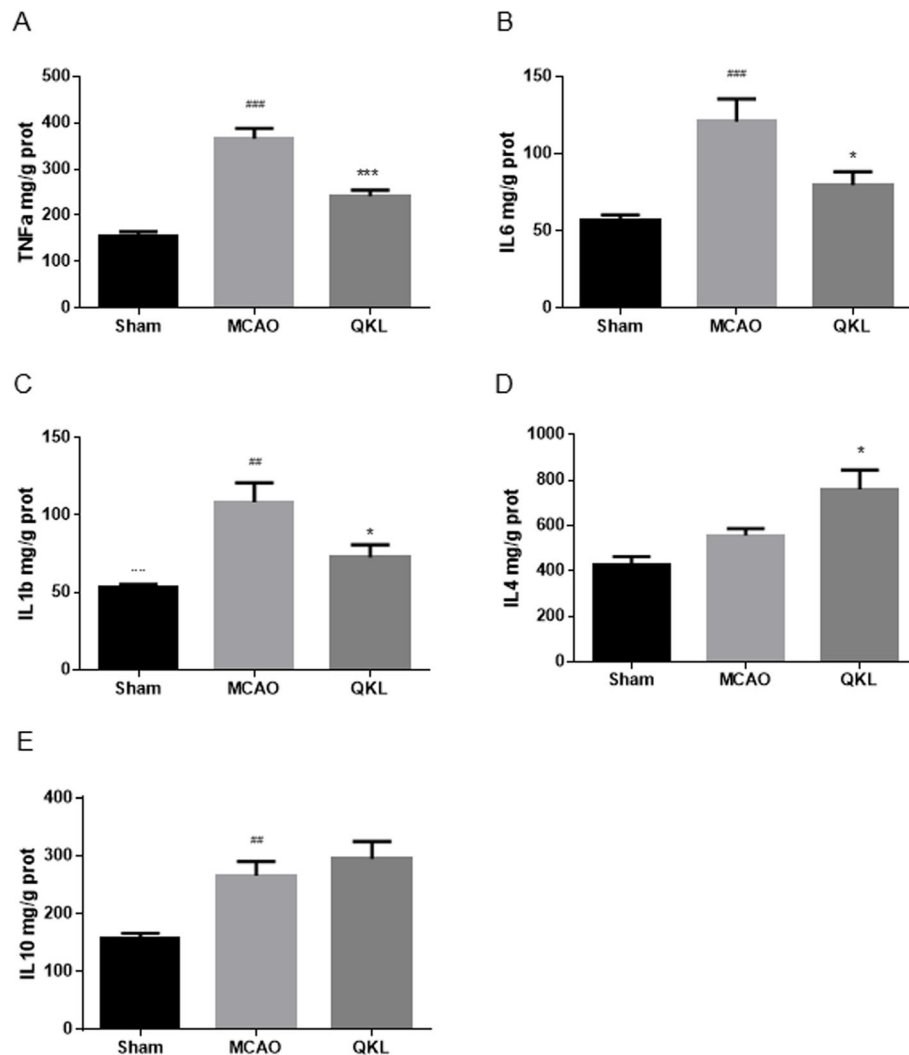 A
TNFa mg/g prot
500
400
300
200
100
0
###
***
Sham MCAO QKL
B
IL6 mg/g prot
150
100
50
0
###
*
Sham MCAO QKL
C
IL1b mg/g prot
150
100
50
0
##
*
Sham MCAO QKL
D
IL4 mg/g prot
1000
800
600
400
200
0
*
Sham MCAO QKL
E
IL10 mg/g prot
400
300
200
100
0
##
Sham MCAO QKL